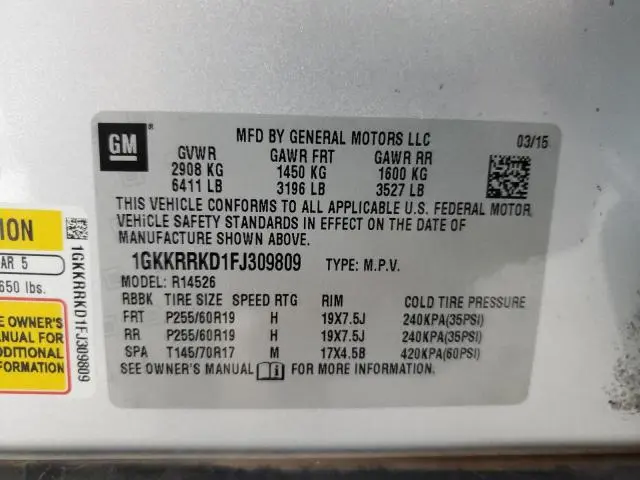 GM
®
MFD BY GENERAL MOTORS LLC 03/15
GVWR GAWR FRT GAWR RR
2908 KG 1450 KG 1600 KG
6411 LB 3196 LB 3527 LB
THIS VEHICLE CONFORMS TO ALL APPLICABLE U.S. FEDERAL MOTOR
VEHICLE SAFETY STANDARDS IN EFFECT ON THE DATE OF
MANUFACTURE SHOWN ABOVE.
1GKKRRKD1FJ309809 TYPE: M.P.V.
MODEL: R14526
RBBK TIRE SIZE SPEED RTG RIM COLD TIRE PRESSURE
FRT P255/60R19 H 19X7.5J 240KPA(35PSI)
RR P255/60R19 H 19X7.5J 240KPA(35PSI)
SPA T145/70R17 M 17X4.5B 420KPA(60PSI)
SEE OWNER'S MANUAL i FOR MORE INFORMATION.
ION
AR 5
650 lbs.
E OWNER'S
ANUAL FOR
DDITIONAL
FORMATION
1GKKRRKD1FJ309809